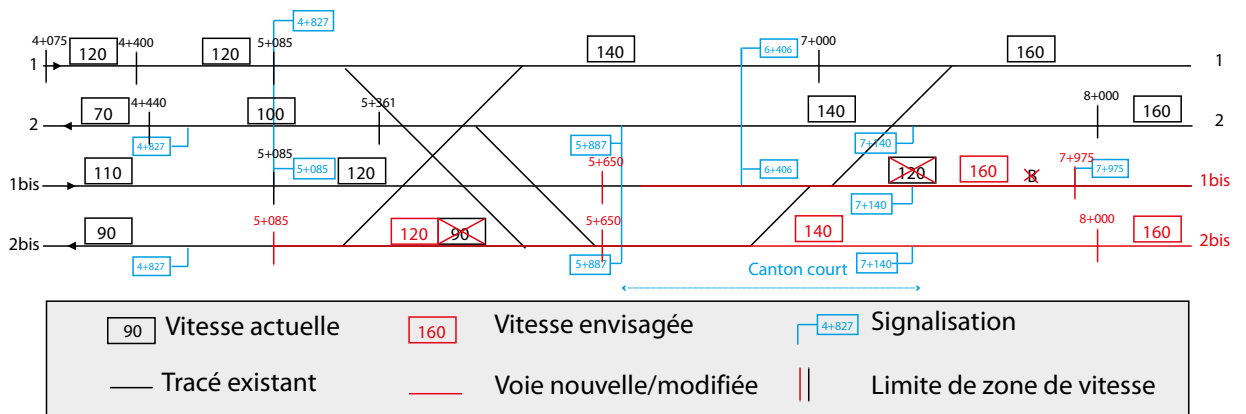 4+827
4+075 120 4+400 120 5+085 140 6+406 7+000 160
1 1
70 4+440 100 5+361 140 8+000 160
2 2
4+827 5+085 5+085 120 5+887 5+650 6+406 7+140 120 160 B 7+975 7+975
1bis 110 1bis
90 5+085 120 90 5+650 140 7+140 8+000 160
2bis 2bis
4+827 5+887 Canton court 7+140
90 Vitesse actuelle 160 Vitesse envisagée 4+827 Signalisation
Tracé existant Voie nouvelle/modifiée Limite de zone de vitesse